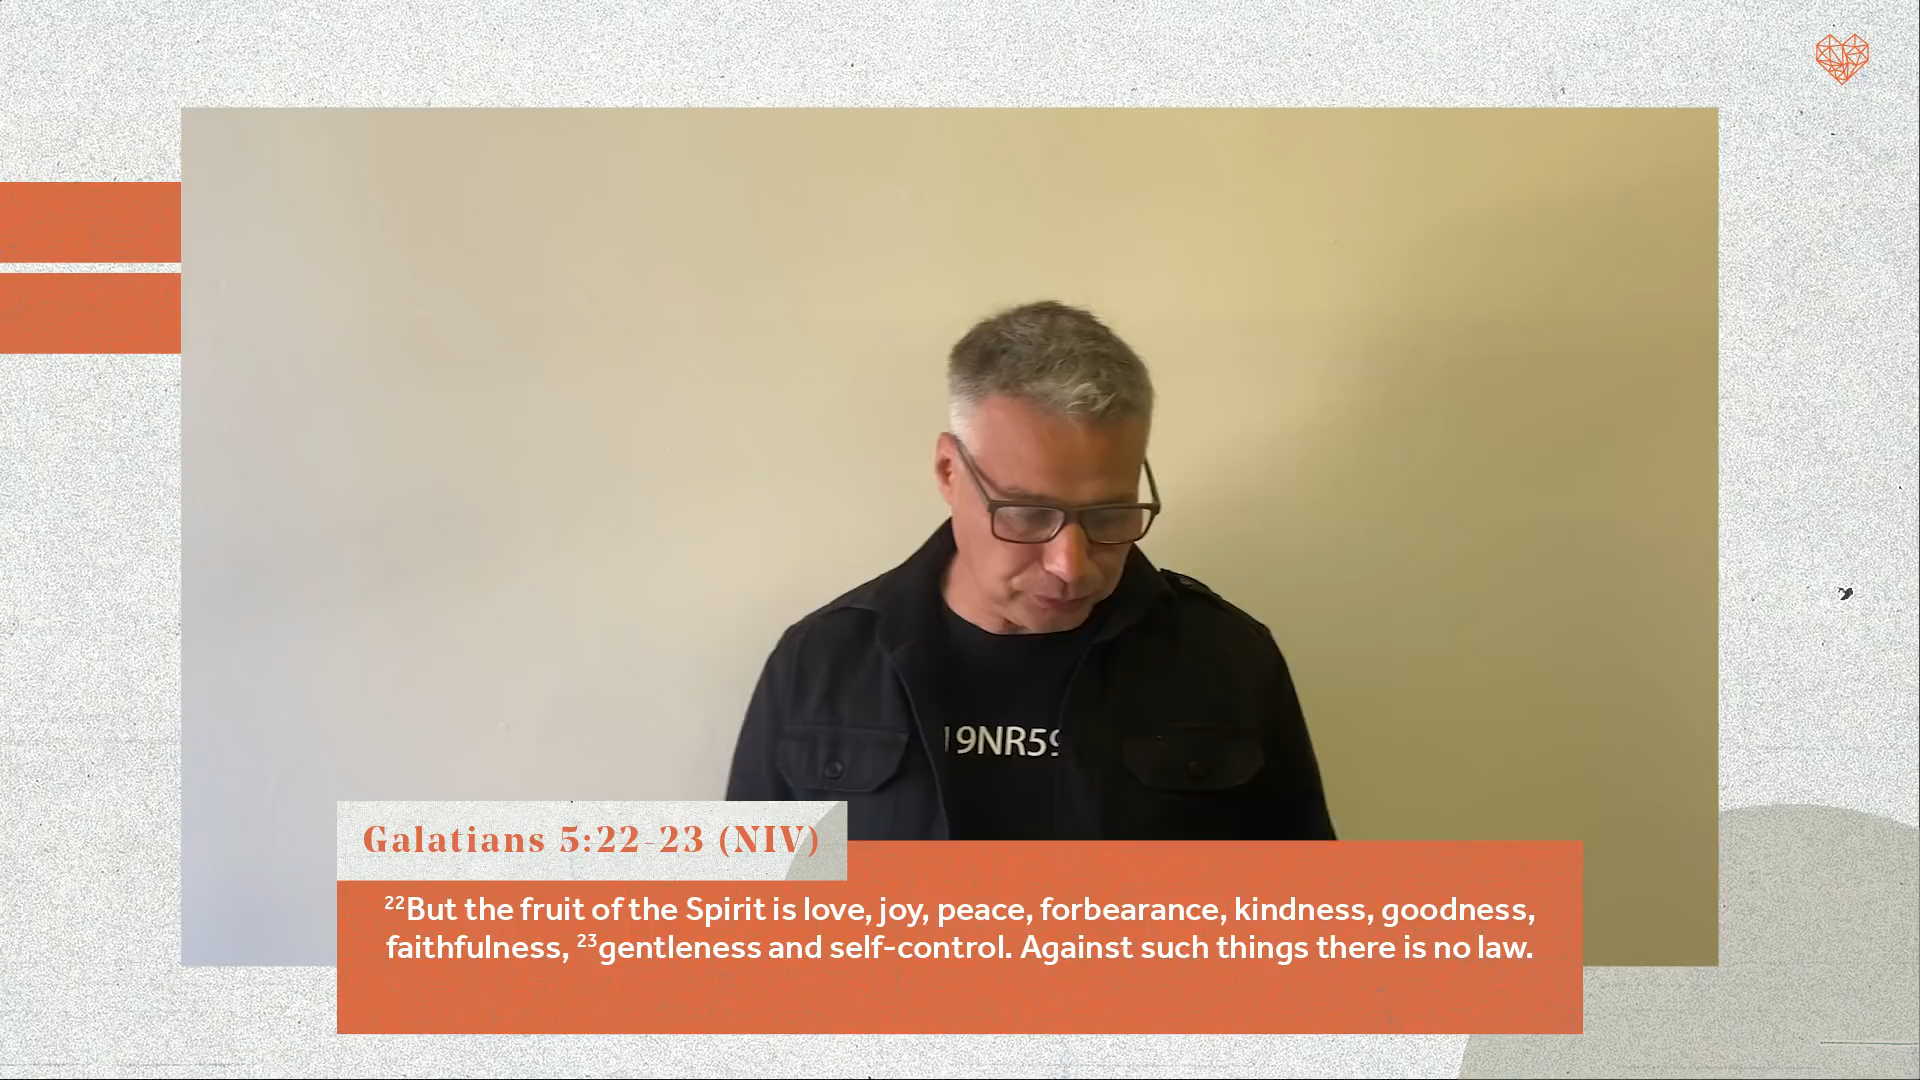 19NR59
Galatians 5:22-23 (NIV)
²²But the fruit of the Spirit is love, joy, peace, forbearance, kindness, goodness,
faithfulness, ²³gentleness and self-control. Against such things there is no law.